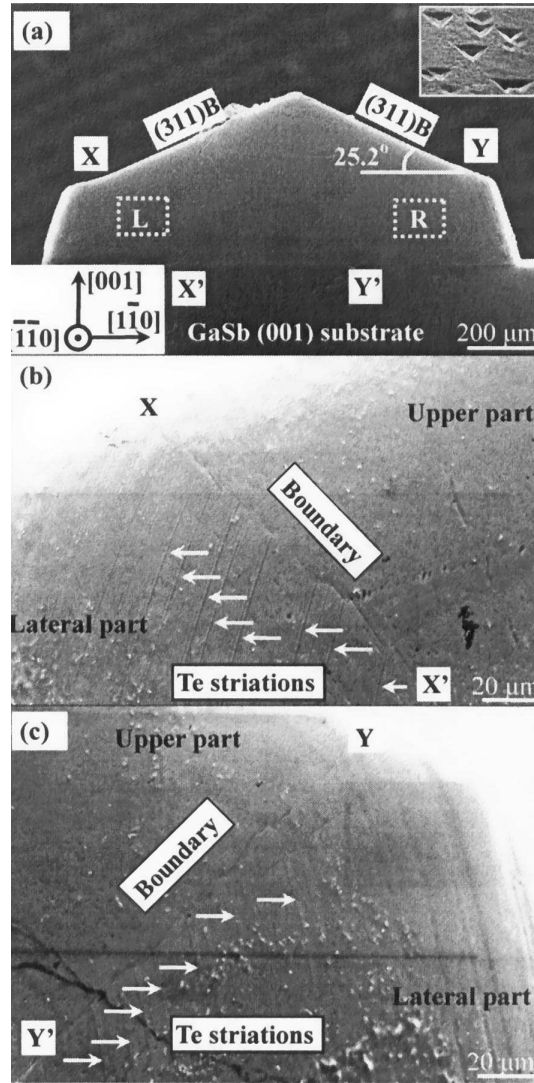 (a)
(311)B
(311)B
X
Y
25.2°
L
R
[001]
[11̅0]
[1̅1̅0]
X'
Y'
GaSb (001) substrate
200 μm
(b)
X
Upper part
Boundary
Lateral part
Te striations
X'
20 μm
(c)
Upper part
Y
Boundary
Lateral part
Y'
Te striations
20 μm